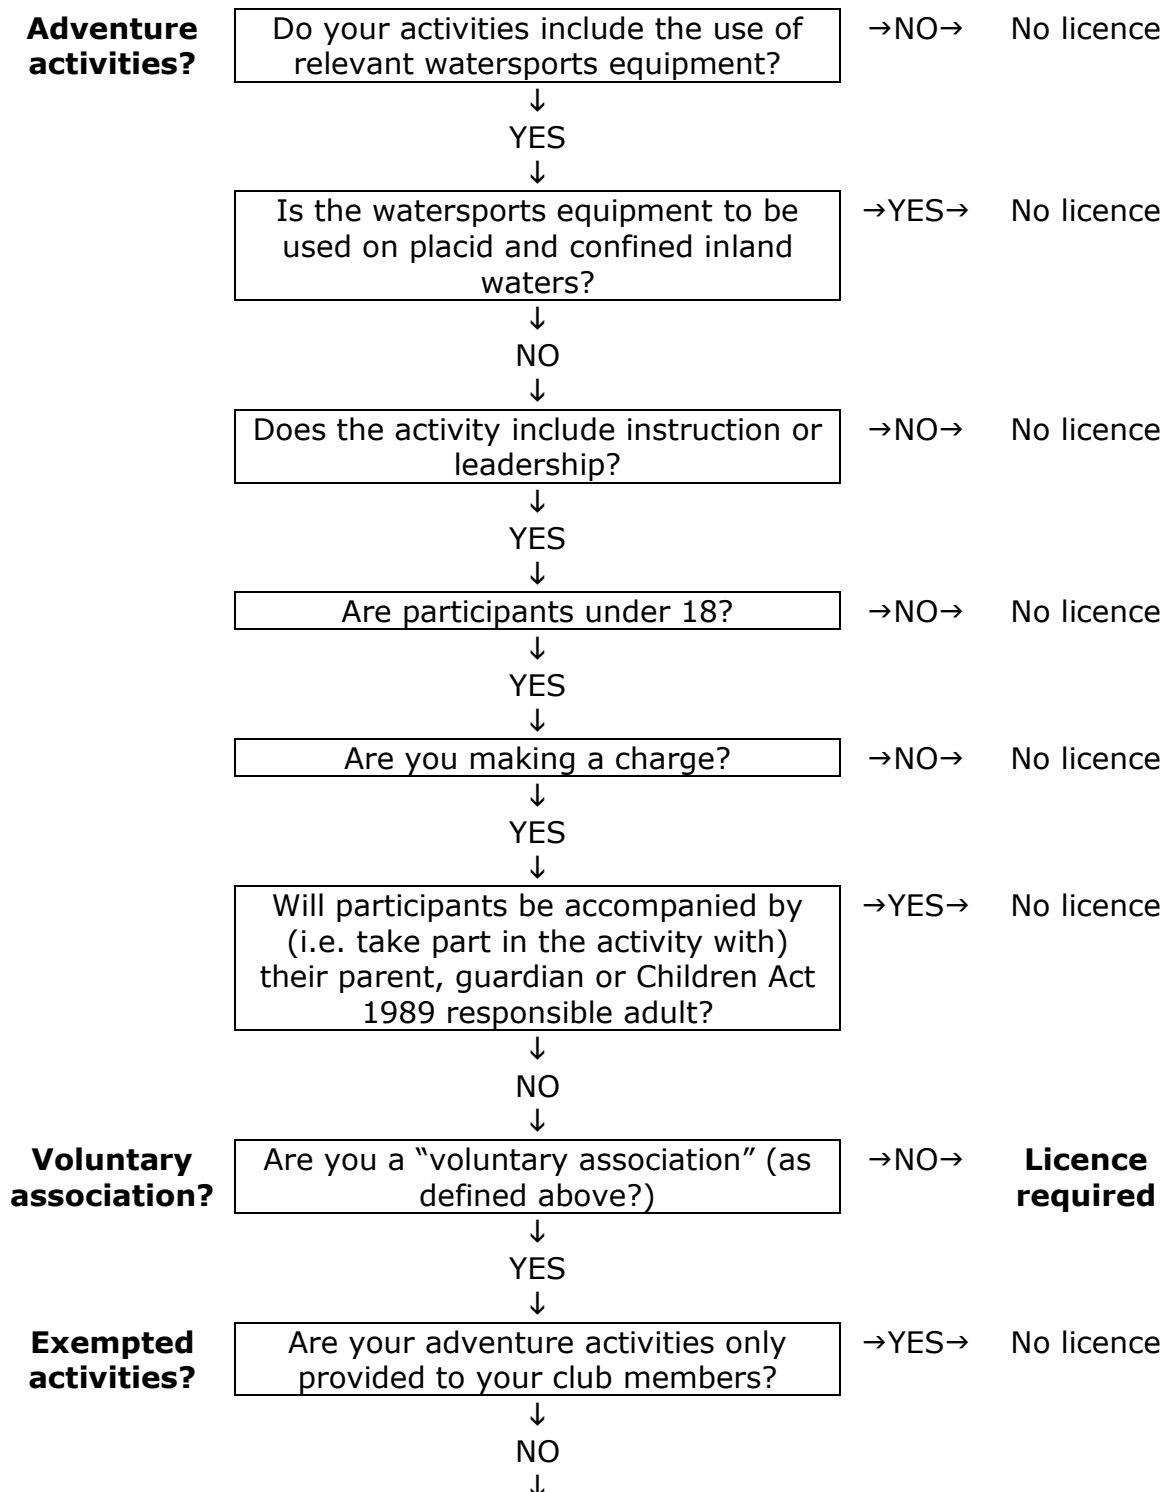 Adventure
activities?
Do your activities include the use of
relevant watersports equipment?
→NO→
No licence
↓
YES
↓
Is the watersports equipment to be
used on placid and confined inland
waters?
→YES→
No licence
↓
NO
↓
Does the activity include instruction or
leadership?
→NO→
No licence
↓
YES
↓
Are participants under 18?
→NO→
No licence
↓
YES
↓
Are you making a charge?
→NO→
No licence
↓
YES
↓
Will participants be accompanied by
(i.e. take part in the activity with)
their parent, guardian or Children Act
1989 responsible adult?
→YES→
No licence
↓
NO
↓
Voluntary
association?
Are you a “voluntary association” (as
defined above?)
→NO→
Licence
required
↓
YES
↓
Exempted
activities?
Are your adventure activities only
provided to your club members?
→YES→
No licence
↓
NO
↓